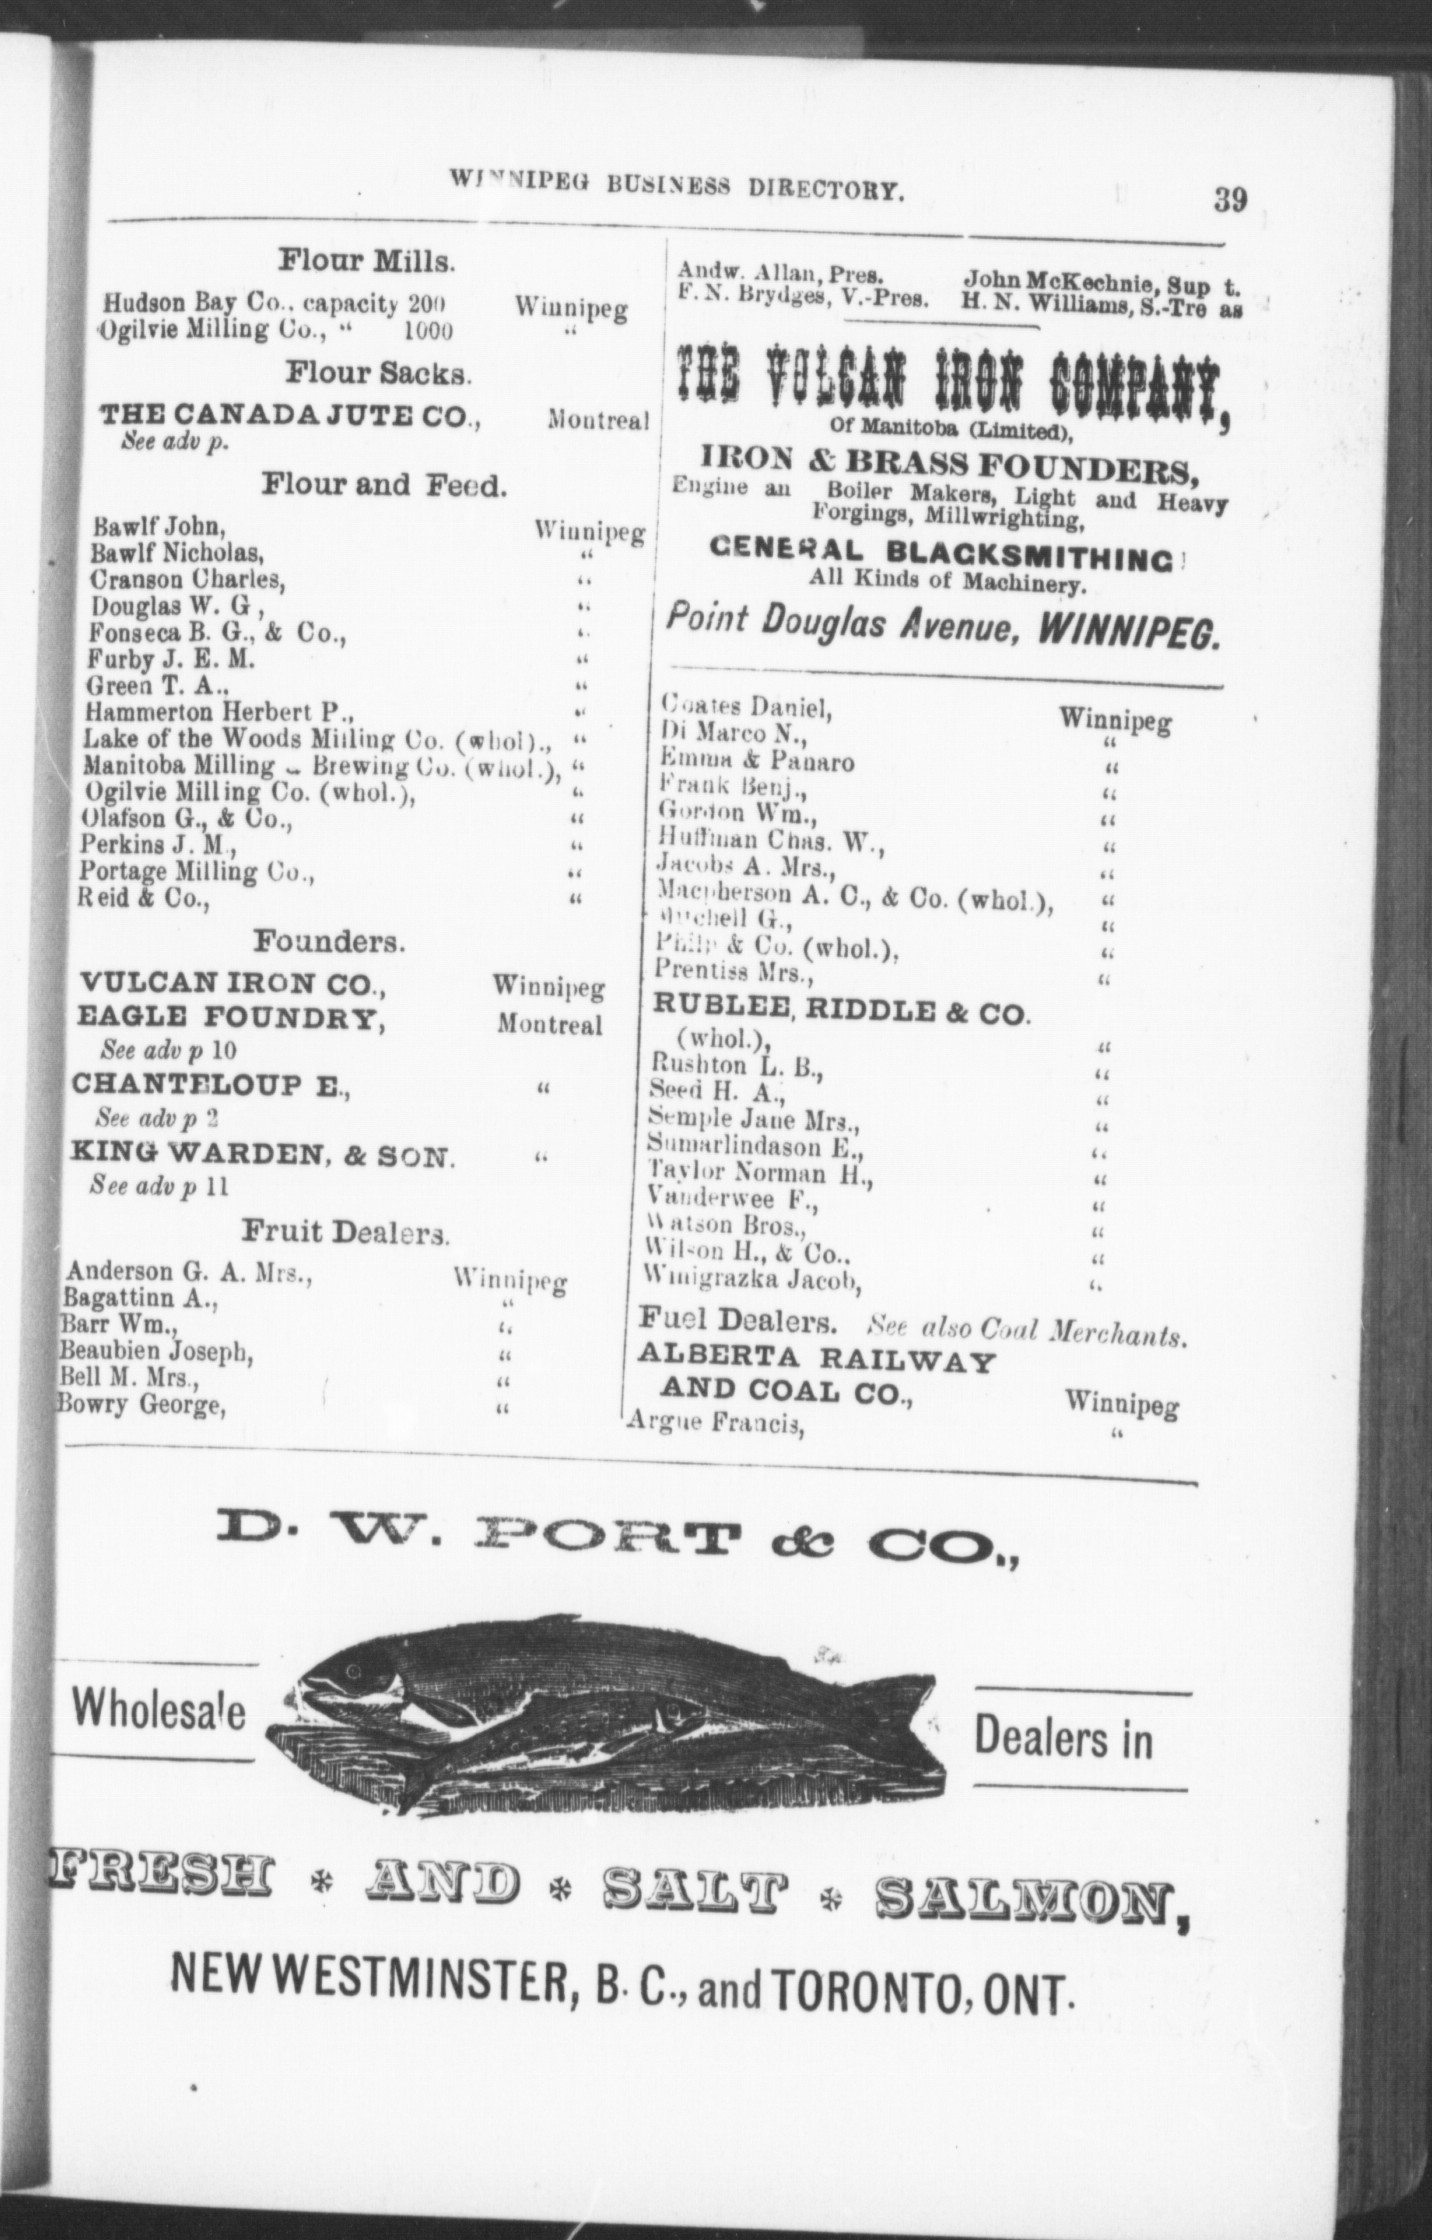 WINNIPEG BUSINESS DIRECTORY. 39
Flour Mills.
Hudson Bay Co., capacity 200 Winnipeg
Ogilvie Milling Co., “ 1000 “
Flour Sacks.
THE CANADA JUTE CO., Montreal
See adv p.
Flour and Feed.
Bawlf John, Winnipeg
Bawlf Nicholas, “
Cranson Charles, “
Douglas W. G, “
Fonseca B. G., & Co., “
Furby J. E. M. “
Green T. A., “
Hammerton Herbert P., “
Lake of the Woods Milling Co. (whol)., “
Manitoba Milling & Brewing Co. (whol.), “
Ogilvie Milling Co. (whol.), “
Olafson G., & Co., “
Perkins J. M., “
Portage Milling Co., “
Reid & Co., “
Founders.
VULCAN IRON CO., Winnipeg
EAGLE FOUNDRY, Montreal
See adv p 10
CHANTELOUP E., “
See adv p 2
KING WARDEN, & SON. “
See adv p 11
Fruit Dealers.
Anderson G. A. Mrs., Winnipeg
Bagattinn A., “
Barr Wm., “
Beaubien Joseph, “
Bell M. Mrs., “
Bowry George, “
Andw. Allan, Pres. John McKechnie, Sup t.
F. N. Brydges, V.-Pres. H. N. Williams, S.-Tre as
THE VULCAN IRON COMPANY,
Of Manitoba (Limited),
IRON & BRASS FOUNDERS,
Engine an Boiler Makers, Light and Heavy
Forgings, Millwrighting,
GENERAL BLACKSMITHING
All Kinds of Machinery.
Point Douglas Avenue, WINNIPEG.
Coates Daniel, Winnipeg
Di Marco N., “
Emma & Panaro “
Frank Benj., “
Gordon Wm., “
Huffman Chas. W., “
Jacobs A. Mrs., “
Macpherson A. C., & Co. (whol.), “
Mitchell G., “
Philp & Co. (whol.), “
Prentiss Mrs., “
RUBLEE, RIDDLE & CO.
(whol.), “
Rushton L. B., “
Seed H. A., “
Semple Jane Mrs., “
Sumarlindason E., “
Taylor Norman H., “
Vanderwee F., “
Watson Bros., “
Wilson H., & Co., “
Winigrazka Jacob, “
Fuel Dealers. See also Coal Merchants.
ALBERTA RAILWAY
AND COAL CO., Winnipeg
Argue Francis, “
D. W. PORT & CO.,
Wholesale Dealers in
FRESH * AND * SALT * SALMON,
NEW WESTMINSTER, B. C., and TORONTO, ONT.